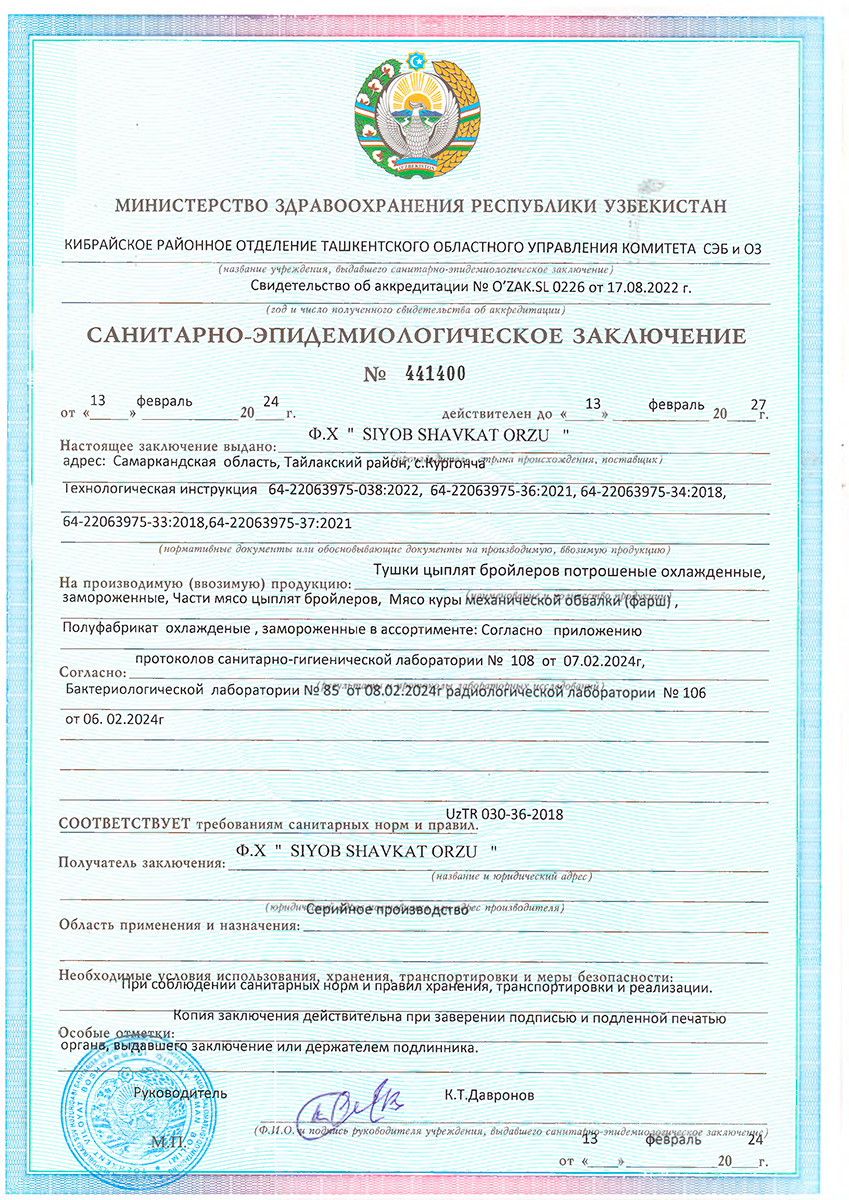 МИНИСТЕРСТВО ЗДРАВООХРАНЕНИЯ РЕСПУБЛИКИ УЗБЕКИСТАН
КИБРАЙСКОЕ РАЙОННОЕ ОТДЕЛЕНИЕ ТАШКЕНТСКОГО ОБЛАСТНОГО УПРАВЛЕНИЯ КОМИТЕТА СЭБ и ОЗ
(название учреждения, выдавшего санитарно-эпидемиологическое заключение)
Свидетельство об аккредитации № O'ZAK.SL 0226 от 17.08.2022 г.
(год и число полученного свидетельства об аккредитации)
САНИТАРНО-ЭПИДЕМИОЛОГИЧЕСКОЕ ЗАКЛЮЧЕНИЕ
№ 441400
от «13» февраль 2024 г. действителен до «13» февраль 2027 г.
Настоящее заключение выдано: Ф.Х " SIYOB SHAVKAT ORZU "
страна происхождения, поставщик)
адрес: Самаркандская область, Тайлакский район, с.Кургонча
Технологическая инструкция 64-22063975-038:2022, 64-22063975-36:2021, 64-22063975-34:2018,
64-22063975-33:2018,64-22063975-37:2021
(нормативные документы или обосновывающие документы на производимую, ввозимую продукцию)
На производимую (ввозимую) продукцию: Тушки цыплят бройлеров потрошеные охлажденные,
замороженные, Части мясо цыплят бройлеров, Мясо куры механической обвалки (фарш) ,
Полуфабрикат охлажденые , замороженные в ассортименте: Согласно приложению
Согласно: протоколов санитарно-гигиенической лаборатории № 108 от 07.02.2024г,
Бактериологической лаборатории № 85 от 08.02.2024г радиологической лаборатории № 106
от 06. 02.2024г
СООТВЕТСТВУЕТ требованиям санитарных норм и правил. UzTR 030-36-2018
Получатель заключения: Ф.Х " SIYOB SHAVKAT ORZU "
(название и юридический адрес)
адрес производителя)
Область применения и назначения: Серийное производство
Необходимые условия использования, хранения, транспортировки и меры безопасности:
При соблюдении санитарных норм и правил хранения, транспортировки и реализации.
Особые отметки: Копия заключения действительна при заверении подписью и подленной печатью
органа, выдавшего заключение или держателем подлинника.
Руководитель К.Т.Давронов
М.П.
(Ф.И.О. и подпись руководителя учреждения, выдавшего санитарно-эпидемиологическое заключение)
от «13» февраль 2024 г.